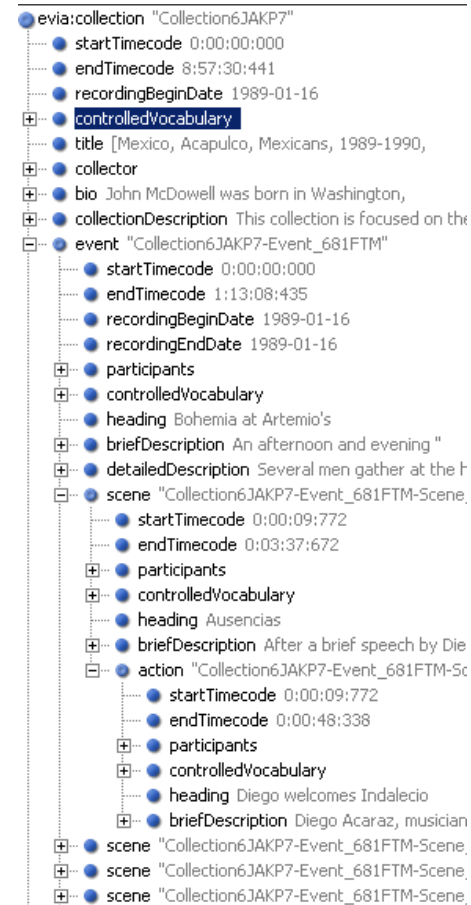 evia:collection "Collection6JAKP7"
startTimecode 0:00:00:000
endTimecode 8:57:30:441
recordingBeginDate 1989-01-16
controlledVocabulary
title [Mexico, Acapulco, Mexicans, 1989-1990,
collector
bio John McDowell was born in Washington,
collectionDescription This collection is focused on the
event "Collection6JAKP7-Event_681FTM"
startTimecode 0:00:00:000
endTimecode 1:13:08:435
recordingBeginDate 1989-01-16
recordingEndDate 1989-01-16
participants
controlledVocabulary
heading Bohemia at Artemio's
briefDescription An afternoon and evening "
detailedDescription Several men gather at the h
scene "Collection6JAKP7-Event_681FTM-Scene_
startTimecode 0:00:09:772
endTimecode 0:03:37:672
participants
controlledVocabulary
heading Ausencias
briefDescription After a brief speech by Die
action "Collection6JAKP7-Event_681FTM-Sc
startTimecode 0:00:09:772
endTimecode 0:00:48:338
participants
controlledVocabulary
heading Diego welcomes Indalecio
briefDescription Diego Acaraz, musician
scene "Collection6JAKP7-Event_681FTM-Scene_
scene "Collection6JAKP7-Event_681FTM-Scene_
scene "Collection6JAKP7-Event_681FTM-Scene_